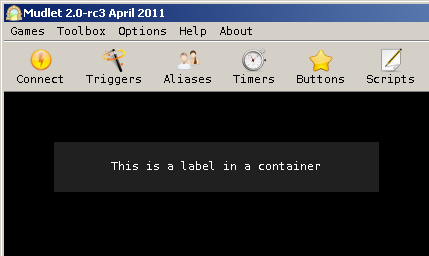 Mudlet 2.0-rc3 April 2011
Games Toolbox Options Help About
Connect Triggers Aliases Timers Buttons Scripts
This is a label in a container